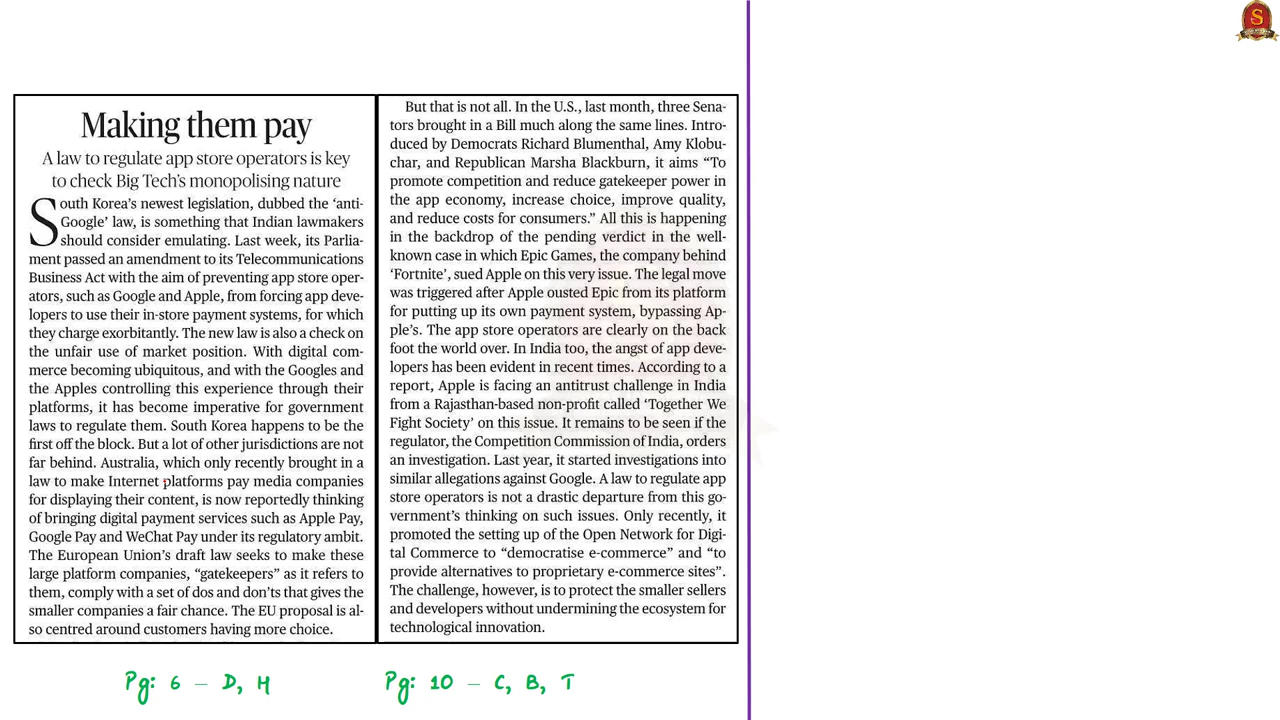 Making them pay
A law to regulate app store operators is key
to check Big Tech's monopolising nature
South Korea's newest legislation, dubbed the 'anti-
Google' law, is something that Indian lawmakers
should consider emulating. Last week, its Parlia-
ment passed an amendment to its Telecommunications
Business Act with the aim of preventing app store oper-
ators, such as Google and Apple, from forcing app deve-
lopers to use their in-store payment systems, for which
they charge exorbitantly. The new law is also a check on
the unfair use of market position. With digital com-
merce becoming ubiquitous, and with the Googles and
the Apples controlling this experience through their
platforms, it has become imperative for government
laws to regulate them. South Korea happens to be the
first off the block. But a lot of other jurisdictions are not
far behind. Australia, which only recently brought in a
law to make Internet platforms pay media companies
for displaying their content, is now reportedly thinking
of bringing digital payment services such as Apple Pay,
Google Pay and WeChat Pay under its regulatory ambit.
The European Union's draft law seeks to make these
large platform companies, "gatekeepers" as it refers to
them, comply with a set of dos and don'ts that gives the
smaller companies a fair chance. The EU proposal is al-
so centred around customers having more choice.
But that is not all. In the U.S., last month, three Sena-
tors brought in a Bill much along the same lines. Intro-
duced by Democrats Richard Blumenthal, Amy Klobu-
char, and Republican Marsha Blackburn, it aims "To
promote competition and reduce gatekeeper power in
the app economy, increase choice, improve quality,
and reduce costs for consumers." All this is happening
in the backdrop of the pending verdict in the well-
known case in which Epic Games, the company behind
'Fortnite', sued Apple on this very issue. The legal move
was triggered after Apple ousted Epic from its platform
for putting up its own payment system, bypassing Ap-
ple's. The app store operators are clearly on the back
foot the world over. In India too, the angst of app deve-
lopers has been evident in recent times. According to a
report, Apple is facing an antitrust challenge in India
from a Rajasthan-based non-profit called 'Together We
Fight Society' on this issue. It remains to be seen if the
regulator, the Competition Commission of India, orders
an investigation. Last year, it started investigations into
similar allegations against Google. A law to regulate app
store operators is not a drastic departure from this go-
vernment's thinking on such issues. Only recently, it
promoted the setting up of the Open Network for Digi-
tal Commerce to "democratise e-commerce" and "to
provide alternatives to proprietary e-commerce sites".
The challenge, however, is to protect the smaller sellers
and developers without undermining the ecosystem for
technological innovation.
Pg: 6 – D, H
Pg: 10 – C, B, T
S